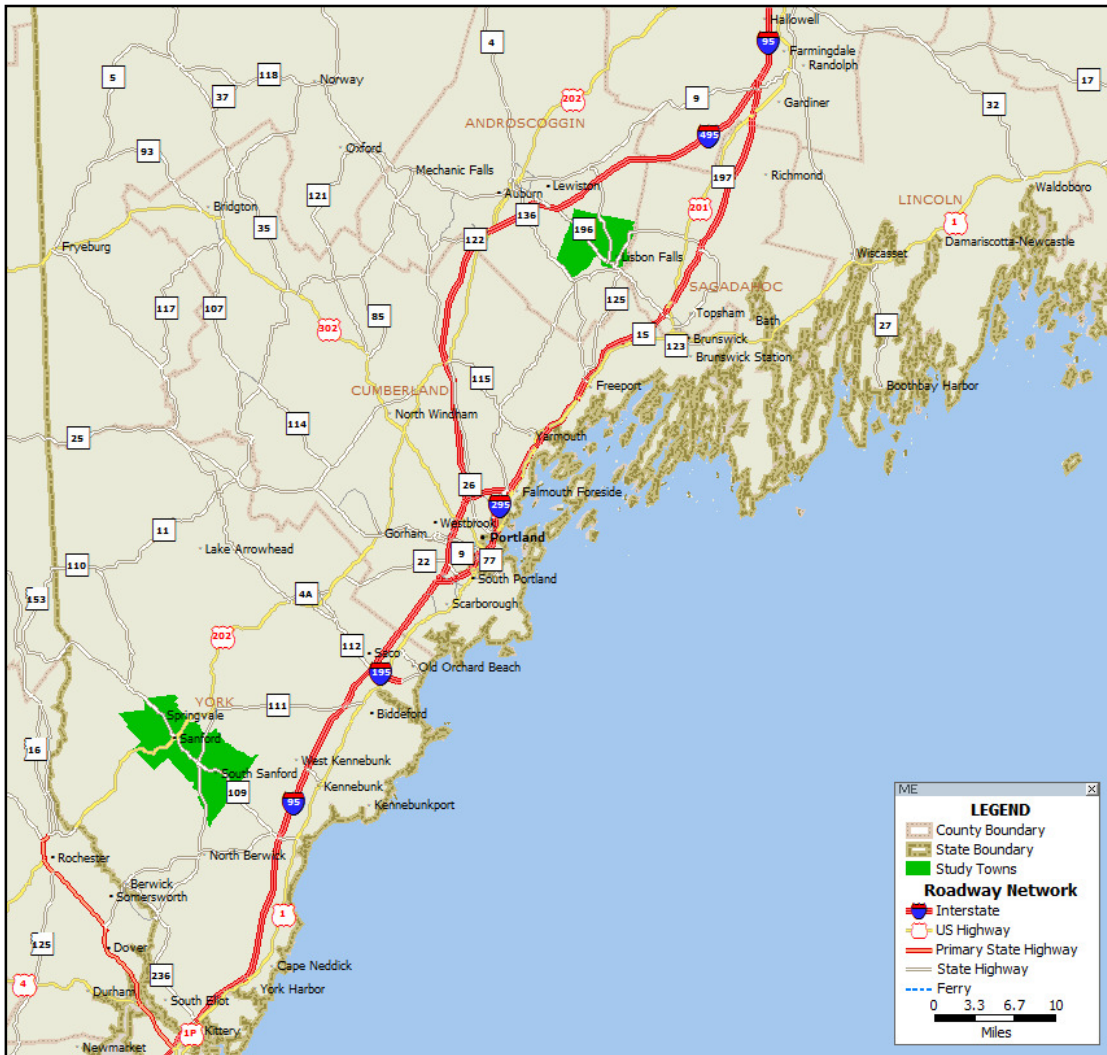 Hallowell
95
4
Farmingdale
Randolph
5
118
Norway
17
37
202
9
32
Gardiner
ANDROSCOGGIN
495
93
Oxford
Mechanic Falls
197
Richmond
Lewiston
Auburn
Waldoboro
121
LINCOLN
Bridgton
136
201
1
35
196
122
Damariscotta-Newcastle
Fryeburg
Wiscasset
Lisbon Falls
SAGADAHOC
125
117
107
85
Topsham
Bath
302
15
27
Brunswick
123
Brunswick Station
115
Freeport
Boothbay Harbor
CUMBERLAND
North Windham
114
25
Yarmouth
26
Falmouth Foreside
295
Westbrook
11
Gorham
Portland
Lake Arrowhead
9
77
22
110
South Portland
4A
153
Scarborough
202
112
Saco
Old Orchard Beach
195
YORK
111
Springvale
Biddeford
Sanford
16
West Kennebunk
South Sanford
Kennebunk
109
95
Kennebunkport
Rochester
North Berwick
Berwick
Somersworth
1
125
Dover
236
Cape Neddick
4
Durham
York Harbor
South Eliot
1P
Kittery
Newmarket
ME
LEGEND
County Boundary
State Boundary
Study Towns
Roadway Network
Interstate
US Highway
Primary State Highway
State Highway
Ferry
0 3.3 6.7 10
Miles